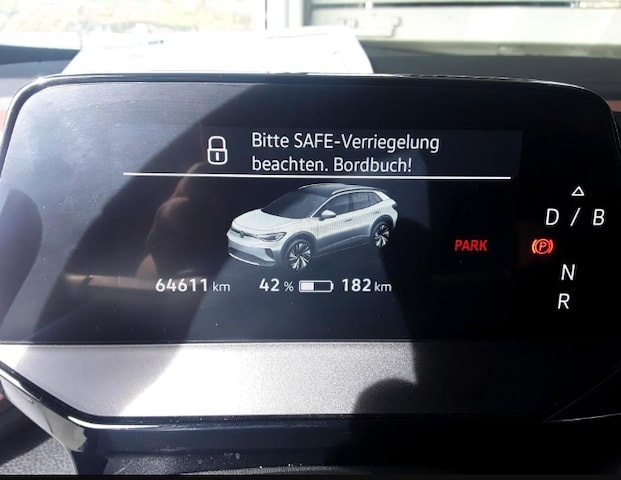 Bitte SAFE-Verriegelung
beachten. Bordbuch!
D / B
PARK
P
N
R
64611 km 42 % 182 km